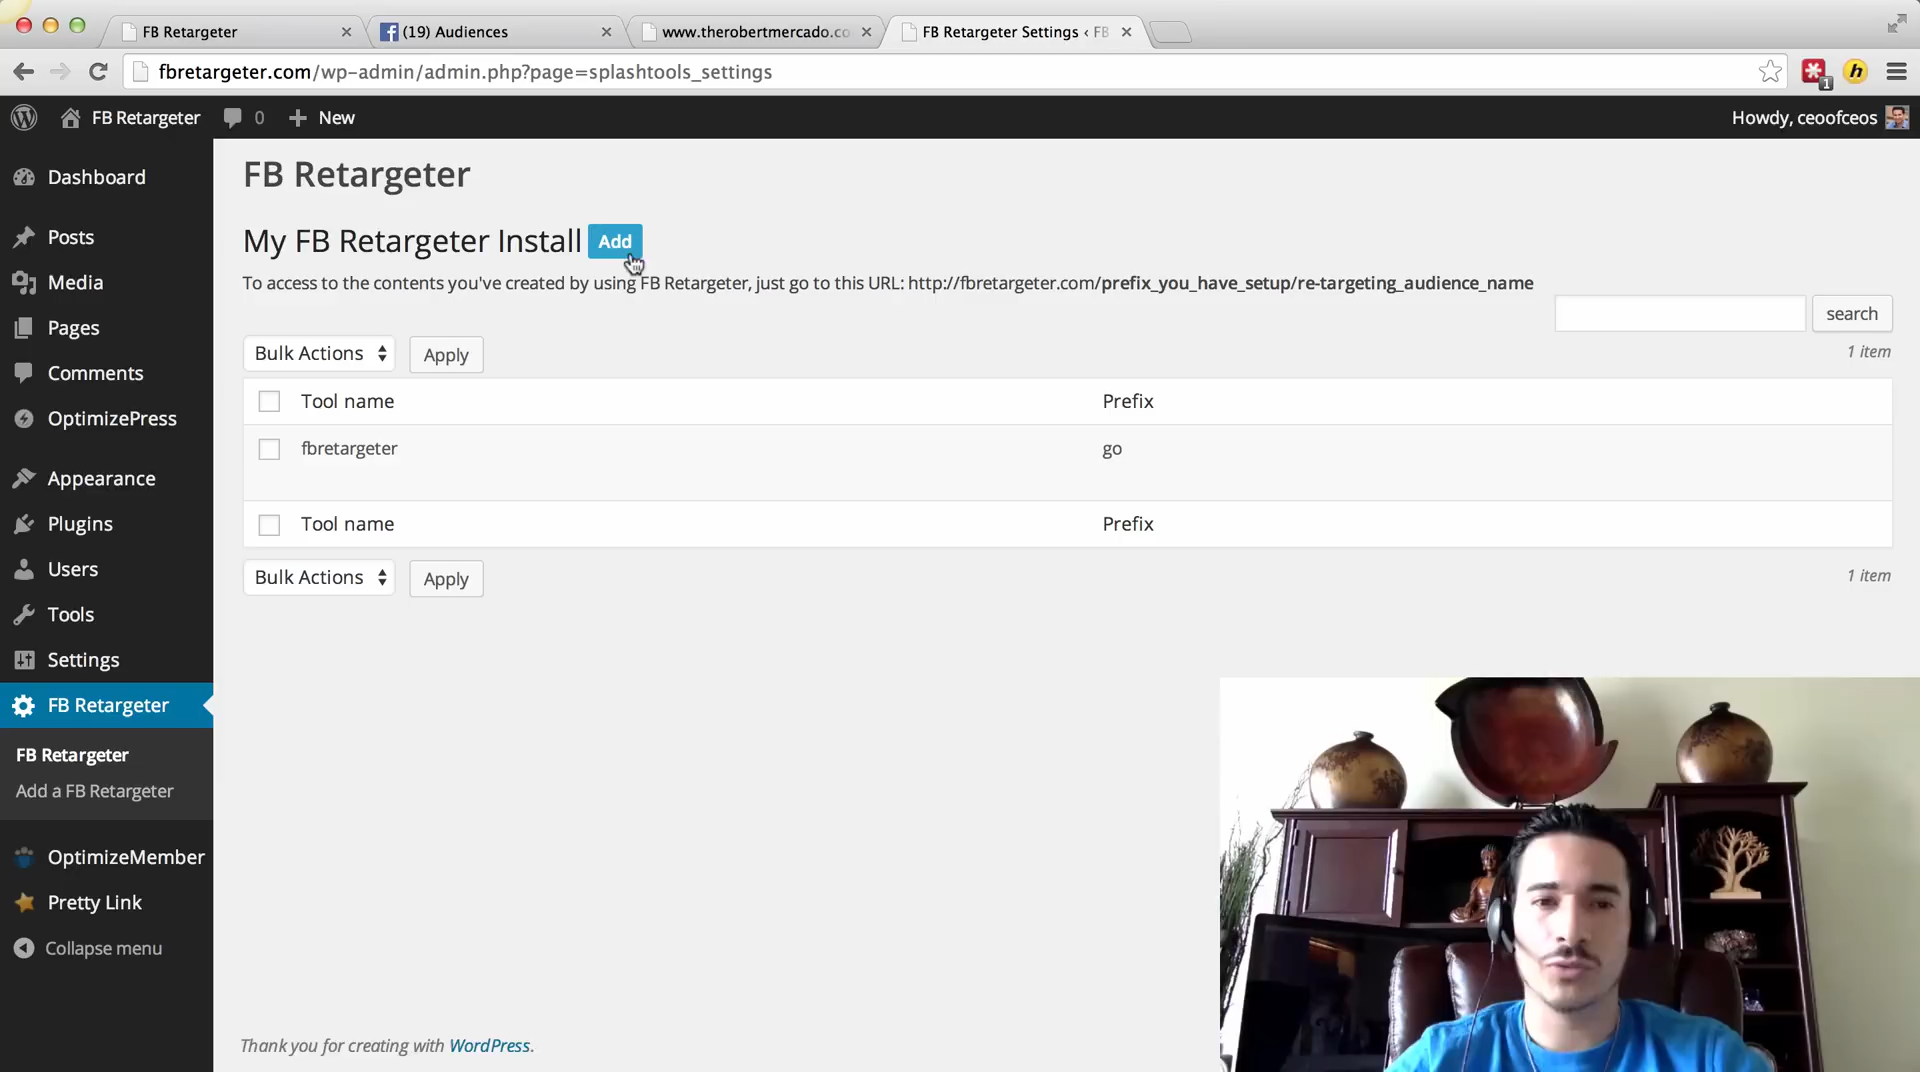 FB Retargeter
(19) Audiences
www.therobertmercado.co
FB Retargeter Settings ‹ FB
fbretargeter.com/wp-admin/admin.php?page=splashtools_settings
1
FB Retargeter
0
New
Howdy, ceoofceos
Dashboard
Posts
Media
Pages
Comments
OptimizePress
Appearance
Plugins
Users
Tools
Settings
FB Retargeter
FB Retargeter
Add a FB Retargeter
OptimizeMember
Pretty Link
Collapse menu
FB Retargeter
My FB Retargeter Install Add
To access to the contents you've created by using FB Retargeter, just go to this URL: http://fbretargeter.com/prefix_you_have_setup/re-targeting_audience_name
search
Bulk Actions Apply
1 item
Tool name Prefix
fbretargeter go
Tool name Prefix
Bulk Actions Apply
1 item
Thank you for creating with WordPress.